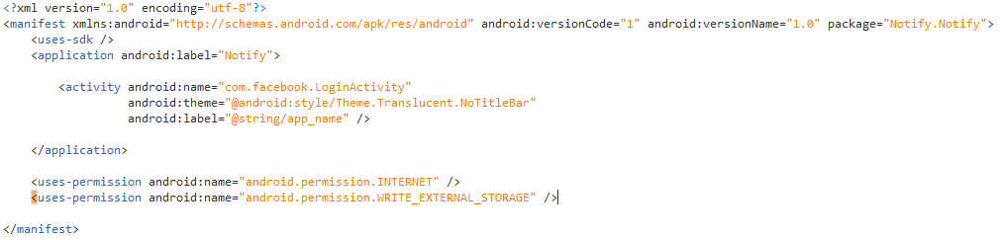 <?xml version="1.0" encoding="utf-8"?>
<manifest xmlns:android="http://schemas.android.com/apk/res/android" android:versionCode="1" android:versionName="1.0" package="Notify.Notify">
    <uses-sdk />
    <application android:label="Notify">
        <activity android:name="com.facebook.LoginActivity"
                  android:theme="@android:style/Theme.Translucent.NoTitleBar"
                  android:label="@string/app_name" />
    </application>
    <uses-permission android:name="android.permission.INTERNET" />
    <uses-permission android:name="android.permission.WRITE_EXTERNAL_STORAGE" />
</manifest>